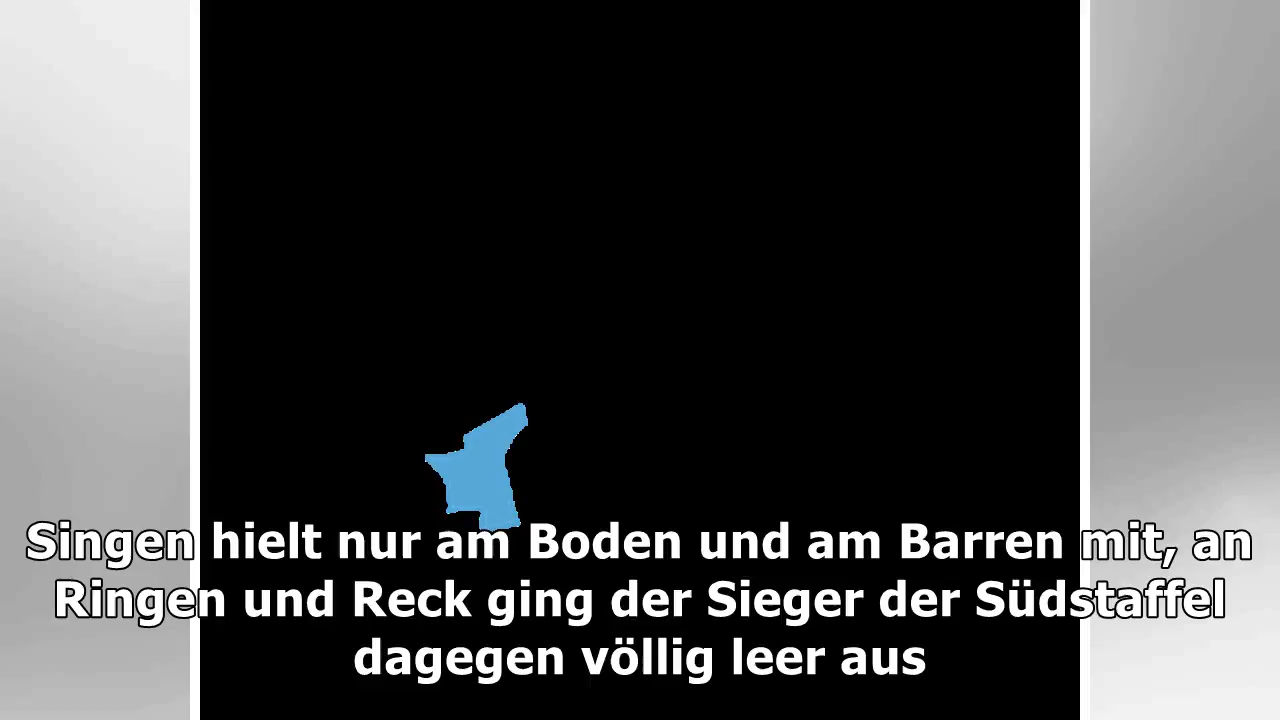 Singen hielt nur am Boden und am Barren mit, an
Ringen und Reck ging der Sieger der Südstaffel
dagegen völlig leer aus